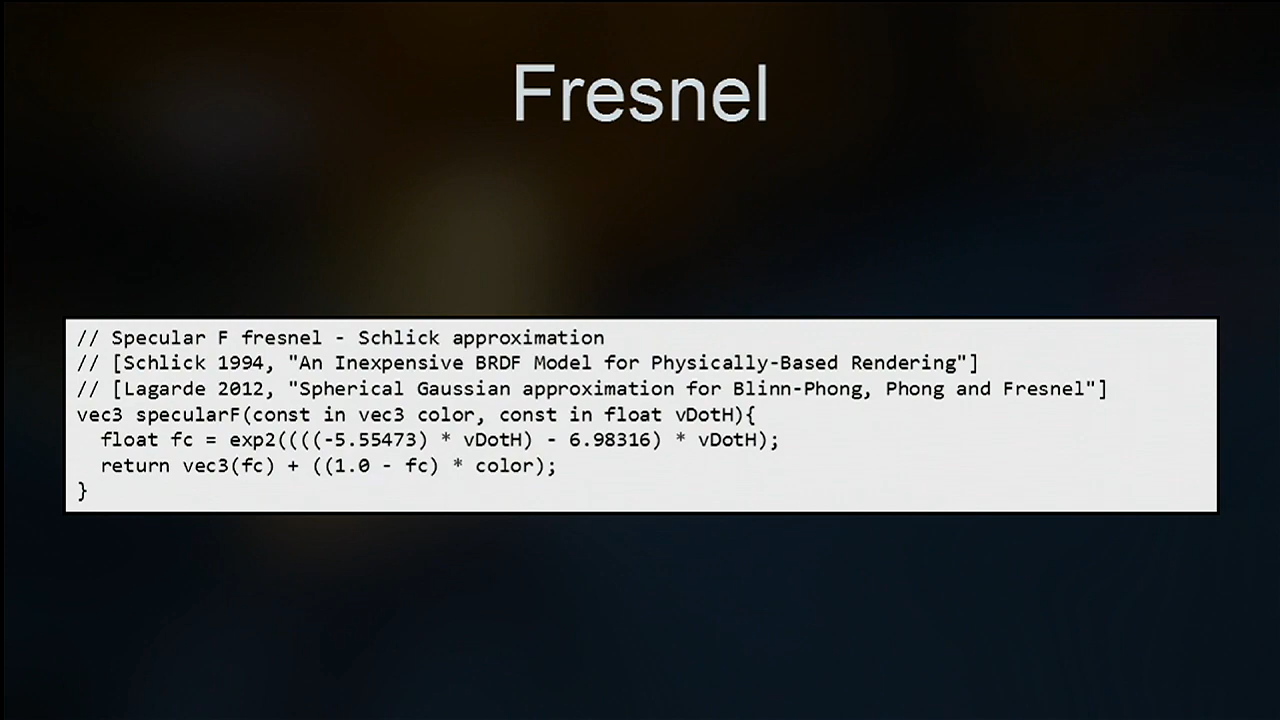 Fresnel
// Specular F fresnel - Schlick approximation
// [Schlick 1994, "An Inexpensive BRDF Model for Physically-Based Rendering"]
// [Lagarde 2012, "Spherical Gaussian approximation for Blinn-Phong, Phong and Fresnel"]
vec3 specularF(const in vec3 color, const in float vDotH){
  float fc = exp2((((-5.55473) * vDotH) - 6.98316) * vDotH);
  return vec3(fc) + ((1.0 - fc) * color);
}